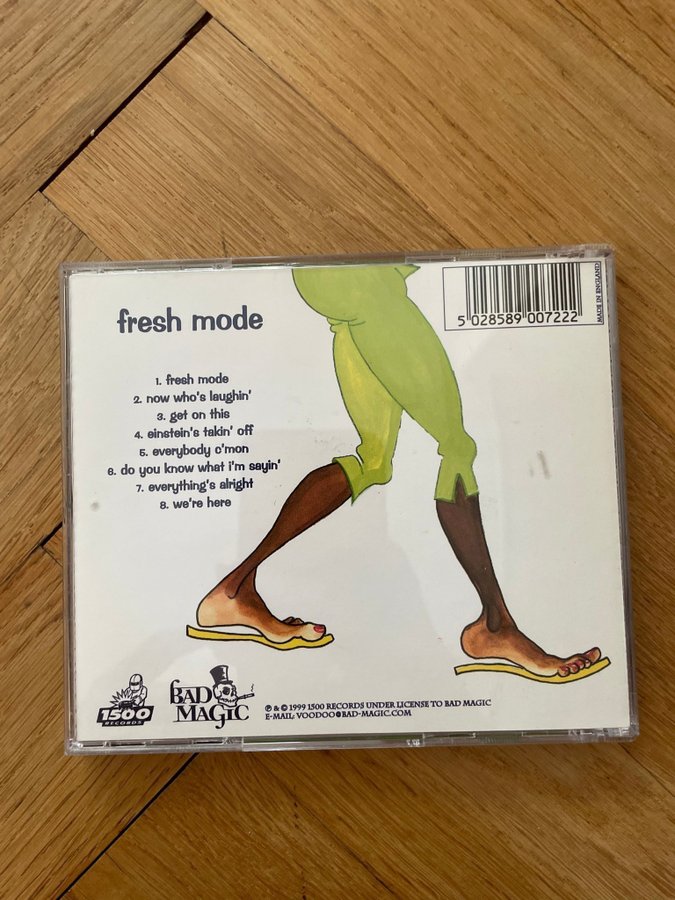 fresh mode
1. fresh mode
2. now who's laughin'
3. get on this
4. einstein's takin' off
5. everybody c'mon
6. do you know what i'm sayin'
7. everything's alright
8. we're here
5 028589 007222
MADE IN ENGLAND
1500
RECORDS
BAD
MAGIC
℗ & © 1999 1500 RECORDS UNDER LICENSE TO BAD MAGIC
E-MAIL: VOODOO@BAD-MAGIC.COM